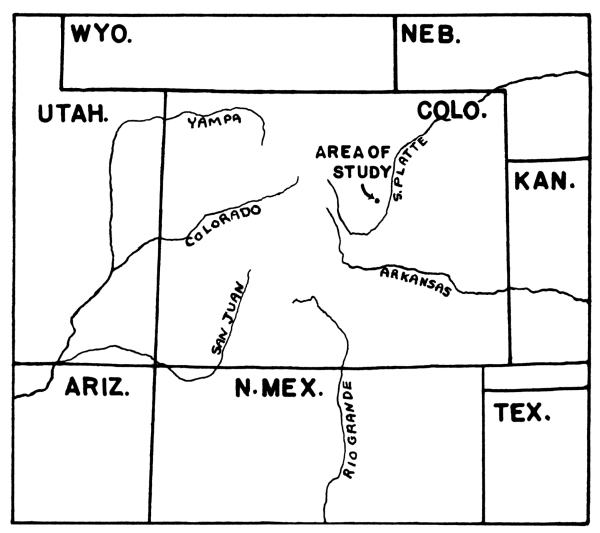 WYO.
NEB.
UTAH.
YAMPA
COLO.
AREA OF
STUDY
S. PLATTE
KAN.
COLORADO
ARKANSAS
SAN JUAN
ARIZ.
N. MEX.
RIO GRANDE
TEX.